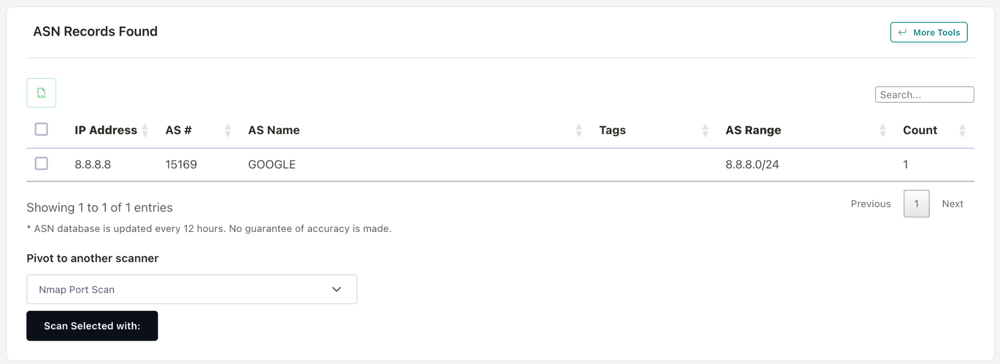 ASN Records Found
More Tools
XLSX
Search...
IP Address AS # AS Name Tags AS Range Count
8.8.8.8 15169 GOOGLE 8.8.8.0/24 1
Showing 1 to 1 of 1 entries
Previous 1 Next
* ASN database is updated every 12 hours. No guarantee of accuracy is made.
Pivot to another scanner
Nmap Port Scan
Scan Selected with: